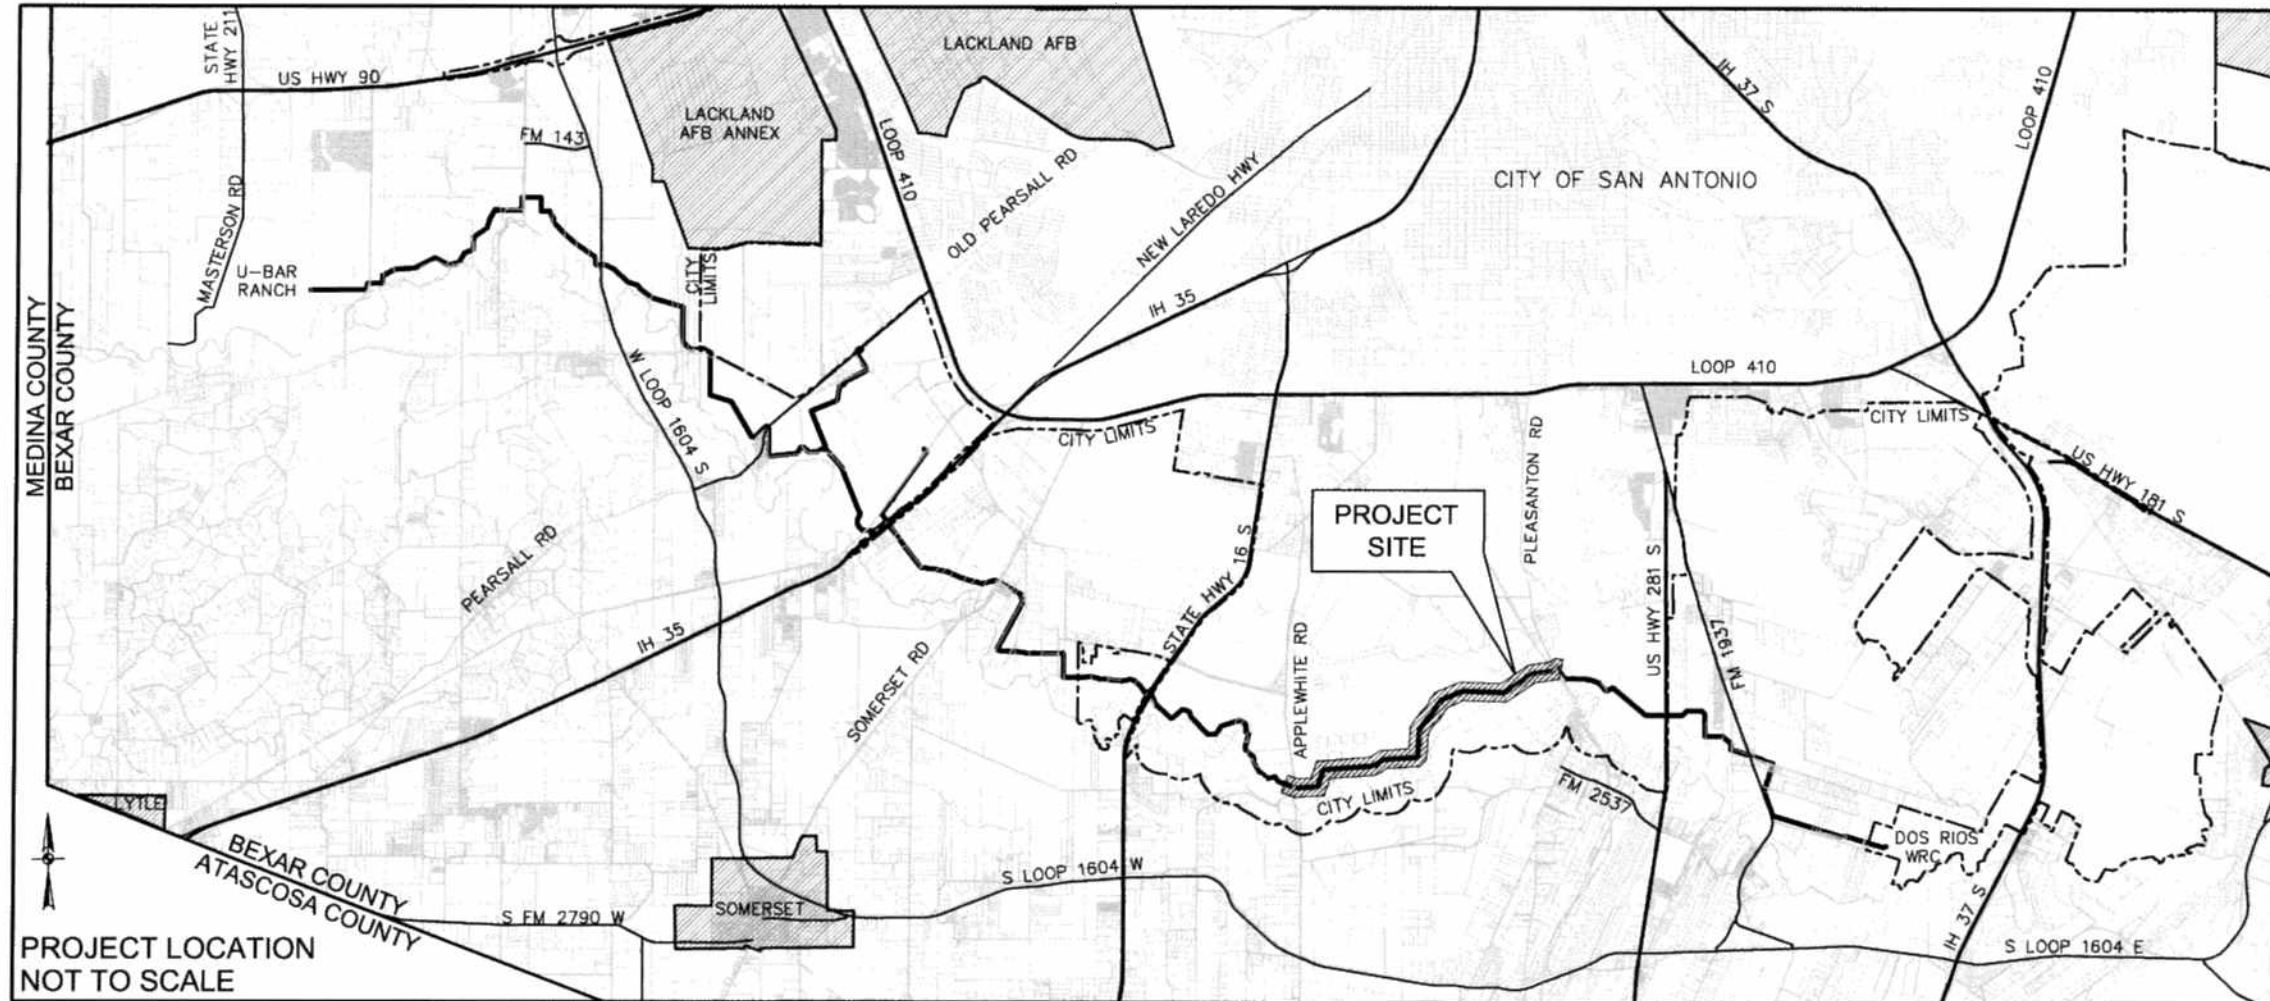 STATE
HWY 211
US HWY 90
LACKLAND
AFB ANNEX
LACKLAND AFB
LOOP 410
IH 37 S
LOOP 410
FM 143
OLD PEARSALL RD
NEW LAREDO HWY
CITY OF SAN ANTONIO
MASTERSON RD
U-BAR
RANCH
CITY
LIMITS
IH 35
MEDINA COUNTY
BEXAR COUNTY
W LOOP 1604 S
LOOP 410
CITY LIMITS
CITY LIMITS
PLEASANTON RD
US HWY 181 S
PROJECT
SITE
STATE HWY 16 S
US HWY 281 S
PEARSALL RD
IH 35
SOMERSET RD
APPLEWHITE RD
FM 1937
CITY LIMITS
FM 2537
LYTLE
DOS RIOS
WRC
BEXAR COUNTY
ATASCOSA COUNTY
S LOOP 1604 W
SOMERSET
S FM 2790 W
IH 37 S
S LOOP 1604 E
PROJECT LOCATION
NOT TO SCALE